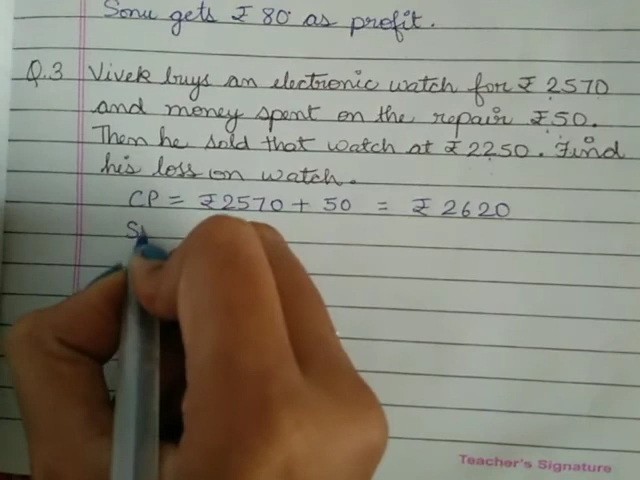 Sonu gets ₹ 80 as profit.
Q.3 Vivek buys an electronic watch for ₹ 2570
and money spent on the repair ₹50.
Then he sold that watch at ₹2250. Find
his loss on watch.
CP = ₹2570 + 50 = ₹ 2620
S
Teacher's Signature